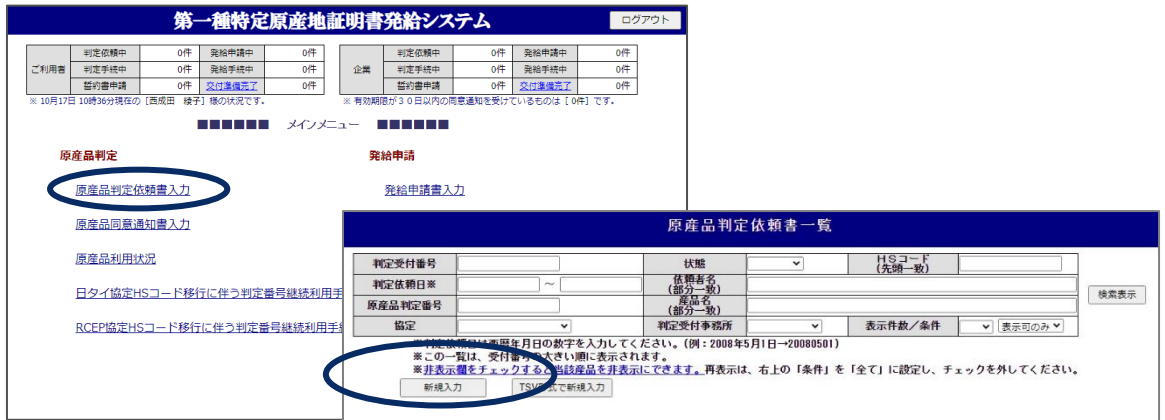 第一種特定原産地証明書発給システム ログアウト
ご利用者 判定依頼中 0件 発給申請中 0件
判定手続中 0件 発給手続中 0件
誓約書申請 0件 交付準備完了 0件
企業 判定依頼中 0件 発給申請中 0件
判定手続中 0件 発給手続中 0件
誓約書申請 0件 交付準備完了 0件
※ 10月17日 10時36分現在の［西成田 綾子］様の状況です。
※ 有効期限が３０日以内の同意通知を受けているものは［ 0件］です。
■■■■■■ メインメニュー ■■■■■■
原産品判定
原産品判定依頼書入力
原産品同意通知書入力
原産品利用状況
日タイ協定HSコード移行に伴う判定番号継続利用手
RCEP協定HSコード移行に伴う判定番号継続利用手
発給申請
発給申請書入力
原産品判定依頼書一覧
判定受付番号 状態 ＨＳコード
(先頭一致)
判定依頼日※ ～ 依頼者名
(部分一致)
原産品判定番号 産品名
(部分一致)
検索表示
協定 判定受付事務所 表示件数／条件 表示可のみ
※判定依頼日は西暦年月日の数字を入力してください。(例：2008年5月1日→20080501)
※この一覧は、受付番号の大きい順に表示されます。
※非表示欄をチェックすると当該産品を非表示にできます。再表示は、右上の「条件」を「全て」に設定し、チェックを外してください。
新規入力 TSV形式で新規入力